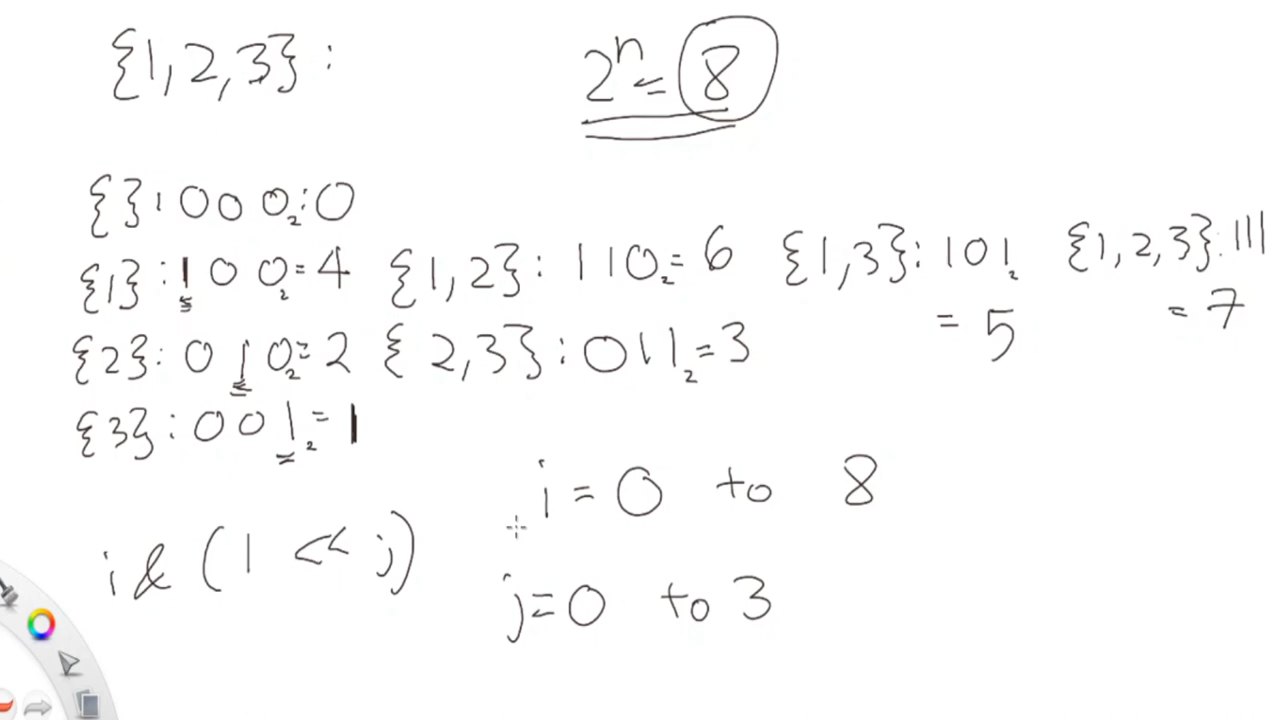 {1,2,3}: 2ⁿ = 8
{}: 000₂: 0
{1}: 100₂ = 4 {1,2}: 110₂ = 6 {1,3}: 101₂ = 5 {1,2,3}: 111 = 7
{2}: 010₂ = 2 {2,3}: 011₂ = 3
{3}: 001₂ = 1
i = 0 to 8
i & (1 << j)
j = 0 to 3